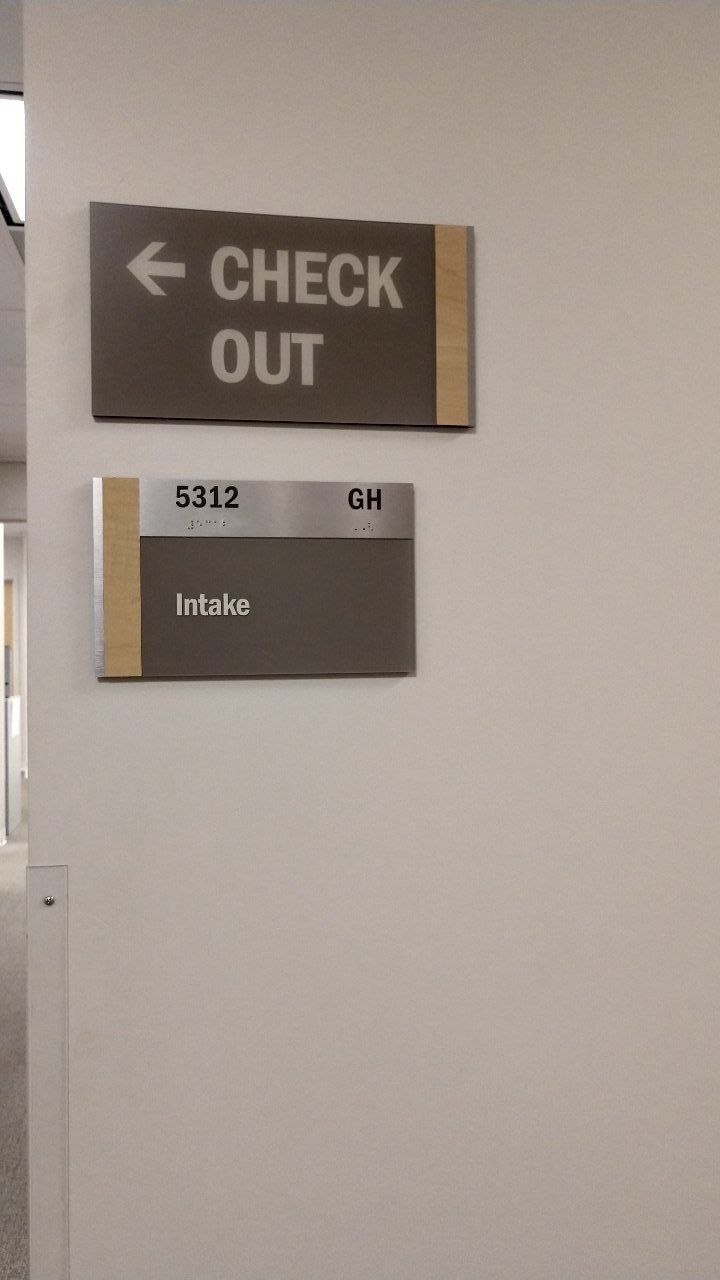 ← CHECK
OUT
5312 GH
Intake